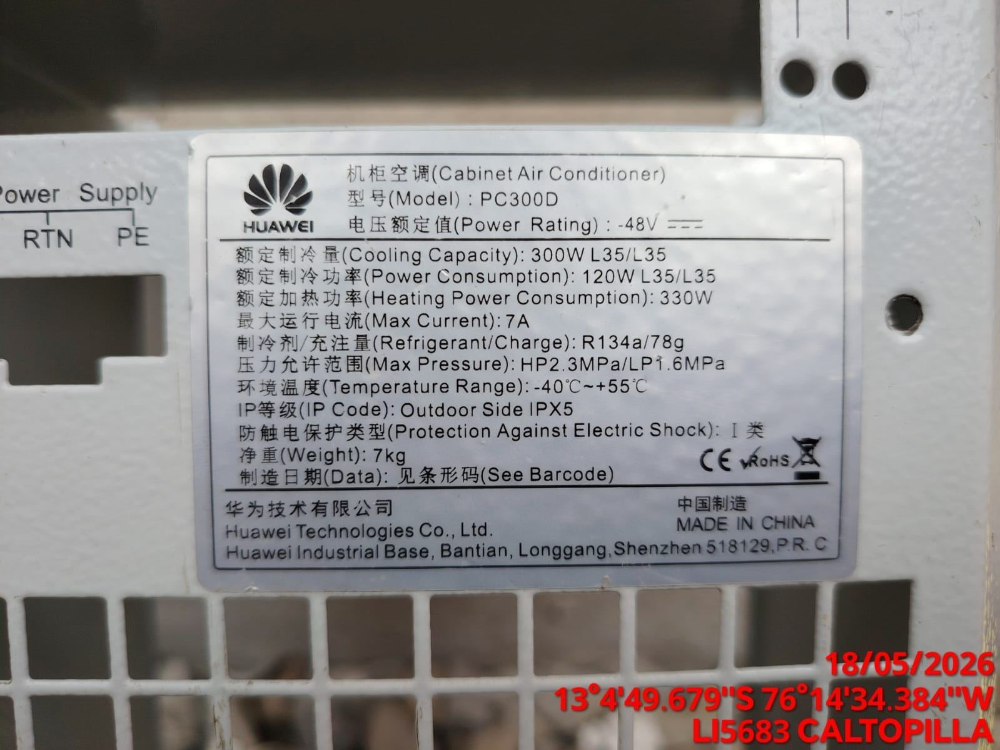 Power Supply
RTN PE
HUAWEI
机柜空调(Cabinet Air Conditioner)
型号(Model) : PC300D
电压额定值(Power Rating) : -48V
额定制冷量(Cooling Capacity): 300W L35/L35
额定制冷功率(Power Consumption): 120W L35/L35
额定加热功率(Heating Power Consumption): 330W
最大运行电流(Max Current): 7A
制冷剂/充注量(Refrigerant/Charge): R134a/78g
压力允许范围(Max Pressure): HP2.3MPa/LP1.6MPa
环境温度(Temperature Range): -40℃~+55℃
IP等级(IP Code): Outdoor Side IPX5
防触电保护类型(Protection Against Electric Shock): I 类
净重(Weight): 7kg
CE RoHS
制造日期(Data): 见条形码(See Barcode)
华为技术有限公司
中国制造
Huawei Technologies Co., Ltd.
MADE IN CHINA
Huawei Industrial Base, Bantian, Longgang,Shenzhen 518129,P.R. C
18/05/2026
13°4'49.679"S 76°14'34.384"W
LI5683 CALTOPILLA